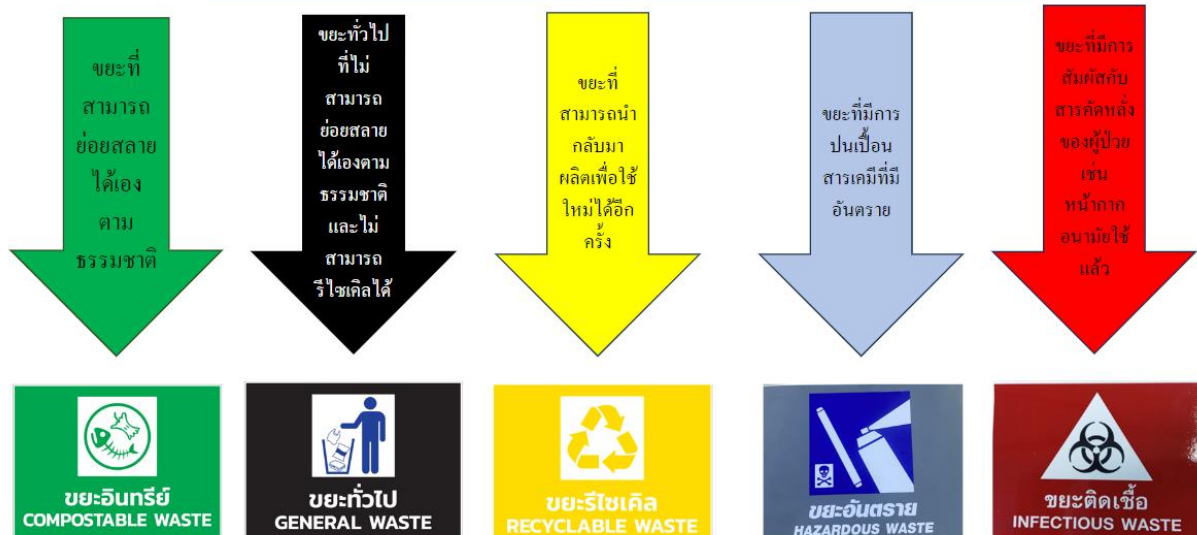 ขยะที่
สามารถ
ย่อยสลาย
ได้เอง
ตาม
ธรรมชาติ
ขยะทั่วไป
ที่ไม่
สามารถ
ย่อยสลาย
ได้เองตาม
ธรรมชาติ
และไม่
สามารถ
รีไซเคิลได้
ขยะที่
สามารถนำ
กลับมา
ผลิตเพื่อใช้
ใหม่ได้อีก
ครั้ง
ขยะที่มีการ
ปนเปื้อน
สารเคมีที่มี
อันตราย
ขยะที่มีการ
สัมผัสกับ
สารคัดหลั่ง
ของผู้ป่วย
เช่น
หน้ากาก
อนามัยใช้
แล้ว
ขยะอินทรีย์
COMPOSTABLE WASTE
ขยะทั่วไป
GENERAL WASTE
ขยะรีไซเคิล
RECYCLABLE WASTE
ขยะอันตราย
HAZARDOUS WASTE
ขยะติดเชื้อ
INFECTIOUS WASTE